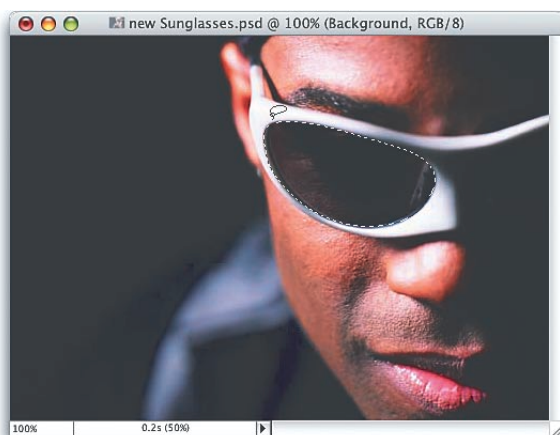 new Sunglasses.psd @ 100% (Background, RGB/8)
100% 0.2s (50%)